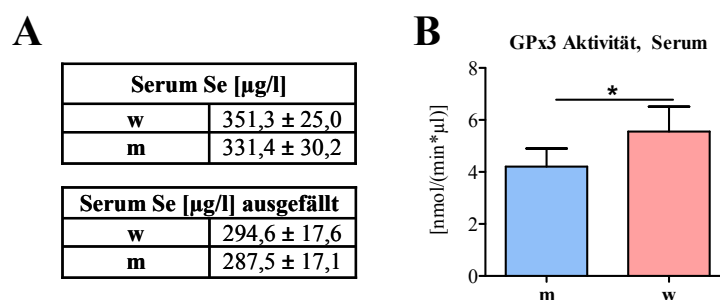 A
Serum Se [µg/l]
w 351,3 ± 25,0
m 331,4 ± 30,2
Serum Se [µg/l] ausgefällt
w 294,6 ± 17,6
m 287,5 ± 17,1
B
GPx3 Aktivität, Serum
[nmol/(min*µl)]
8
6
4
2
0
*
m w